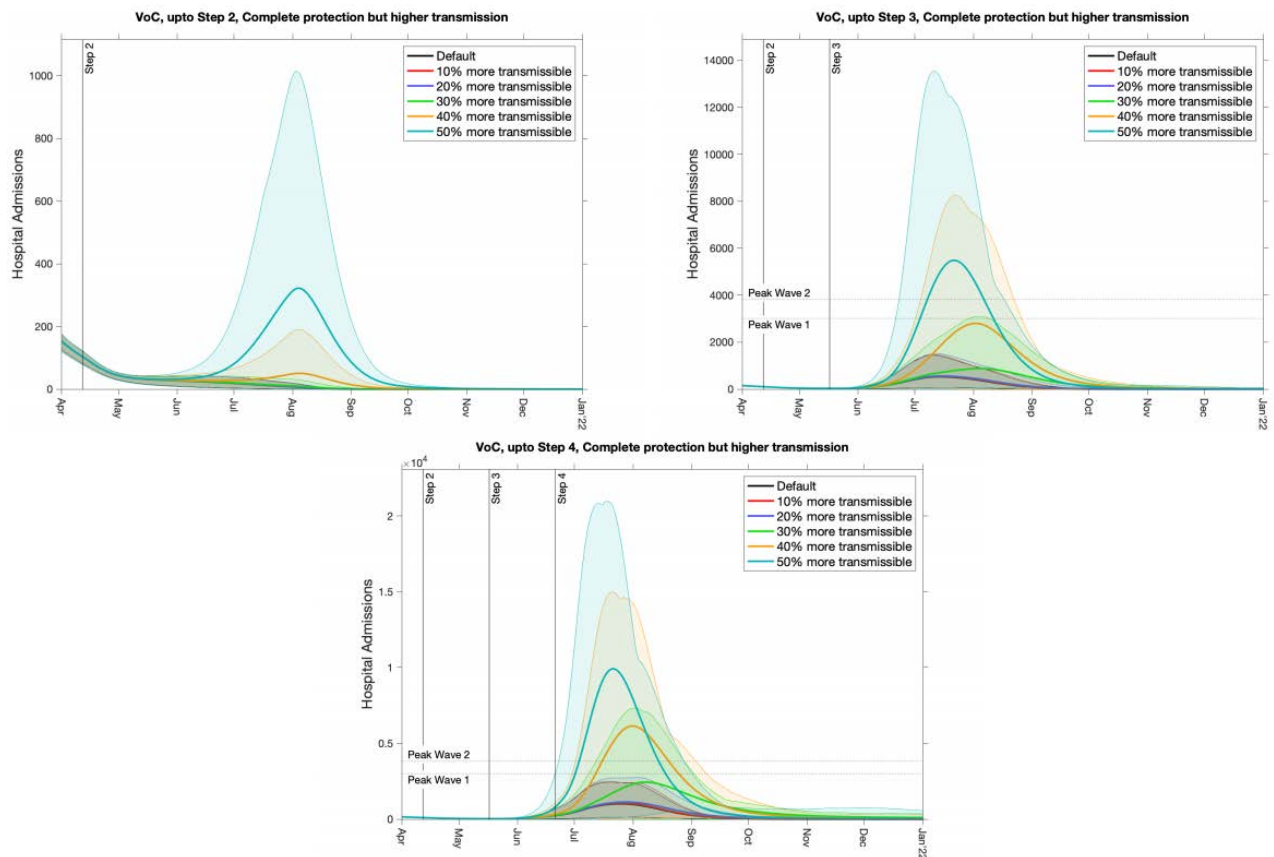 VoC, upto Step 2, Complete protection but higher transmission
Step 2
Default
10% more transmissible
20% more transmissible
30% more transmissible
40% more transmissible
50% more transmissible
Hospital Admissions
1000
800
600
400
200
0
Apr May Jun Jul Aug Sep Oct Nov Dec Jan'22
VoC, upto Step 3, Complete protection but higher transmission
Step 2 Step 3
Default
10% more transmissible
20% more transmissible
30% more transmissible
40% more transmissible
50% more transmissible
Hospital Admissions
14000
12000
10000
8000
6000
4000
2000
0
Peak Wave 2
Peak Wave 1
Apr May Jun Jul Aug Sep Oct Nov Dec Jan'22
VoC, upto Step 4, Complete protection but higher transmission
×10⁴
Step 2 Step 3 Step 4
Default
10% more transmissible
20% more transmissible
30% more transmissible
40% more transmissible
50% more transmissible
Hospital Admissions
2
1.5
1
0.5
0
Peak Wave 2
Peak Wave 1
Apr May Jun Jul Aug Sep Oct Nov Dec Jan'22